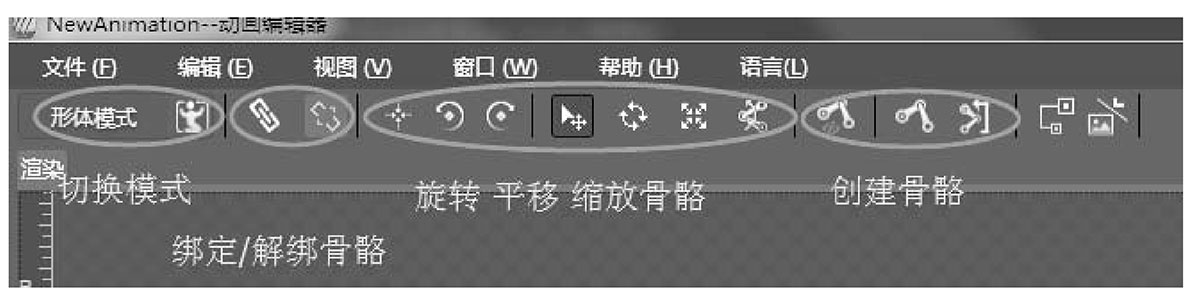 NewAnimation--动画编辑器
文件 (F) 编辑 (E) 视图 (V) 窗口 (W) 帮助 (H) 语言(L)
形体模式
渲染
切换模式 旋转 平移 缩放骨骼 创建骨骼
绑定/解绑骨骼